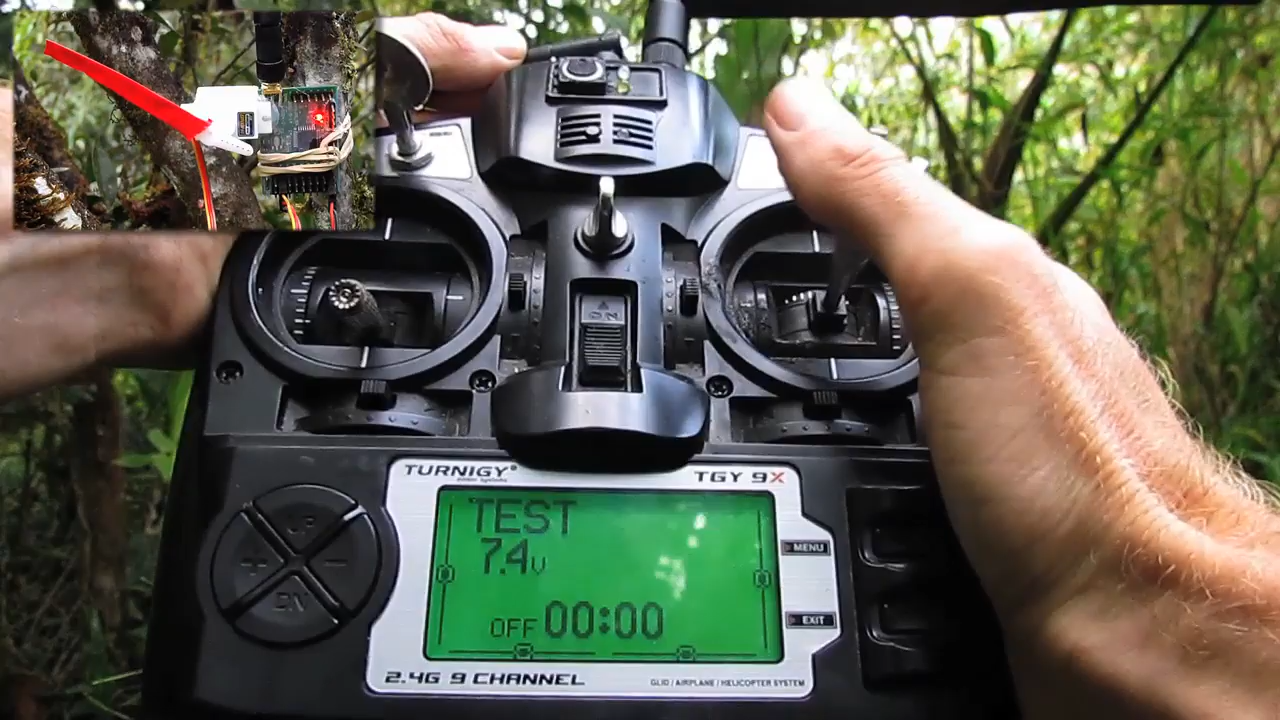 ON
TURNIGY®
TGY 9X
TEST
7.4v
OFF 00:00
MENU
EXIT
UP
+
−
DN
2.4G 9 CHANNEL
GLID / AIRPLANE / HELICOPTER SYSTEM